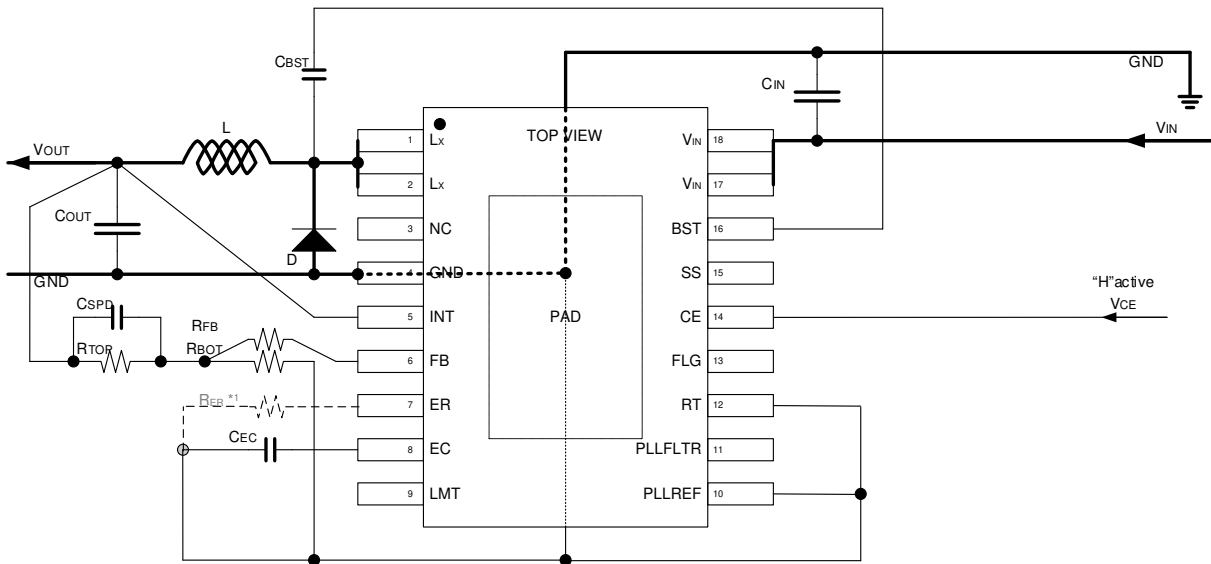 CBST
GND
CIN
L
TOP VIEW
VOUT
VIN
1 LX
VIN 18
2 LX
VIN 17
COUT
3 NC
BST 16
D
4 GND
SS 15
GND
"H"active
CSPD
5 INT
PAD
CE 14
VCE
RFB
RTOP
RBOT
6 FB
FLG 13
RER *1
7 ER
RT 12
CEC
8 EC
PLLFLTR 11
9 LMT
PLLREF 10